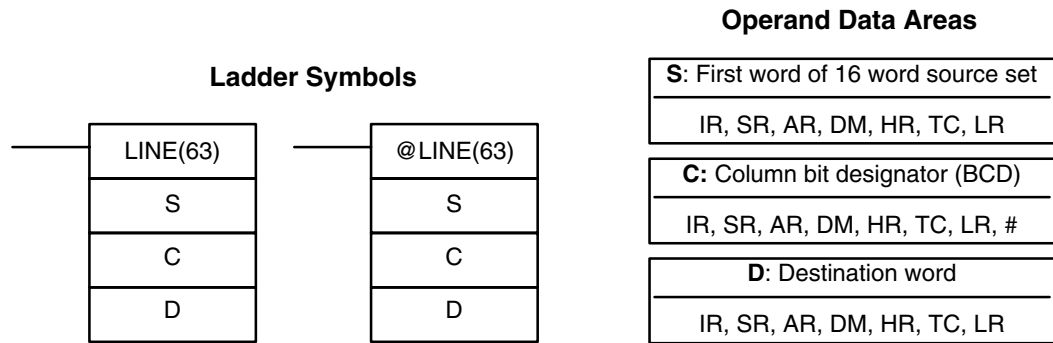 Ladder Symbols
LINE(63)
S
C
D
@LINE(63)
S
C
D
Operand Data Areas
S: First word of 16 word source set
IR, SR, AR, DM, HR, TC, LR
C: Column bit designator (BCD)
IR, SR, AR, DM, HR, TC, LR, #
D: Destination word
IR, SR, AR, DM, HR, TC, LR